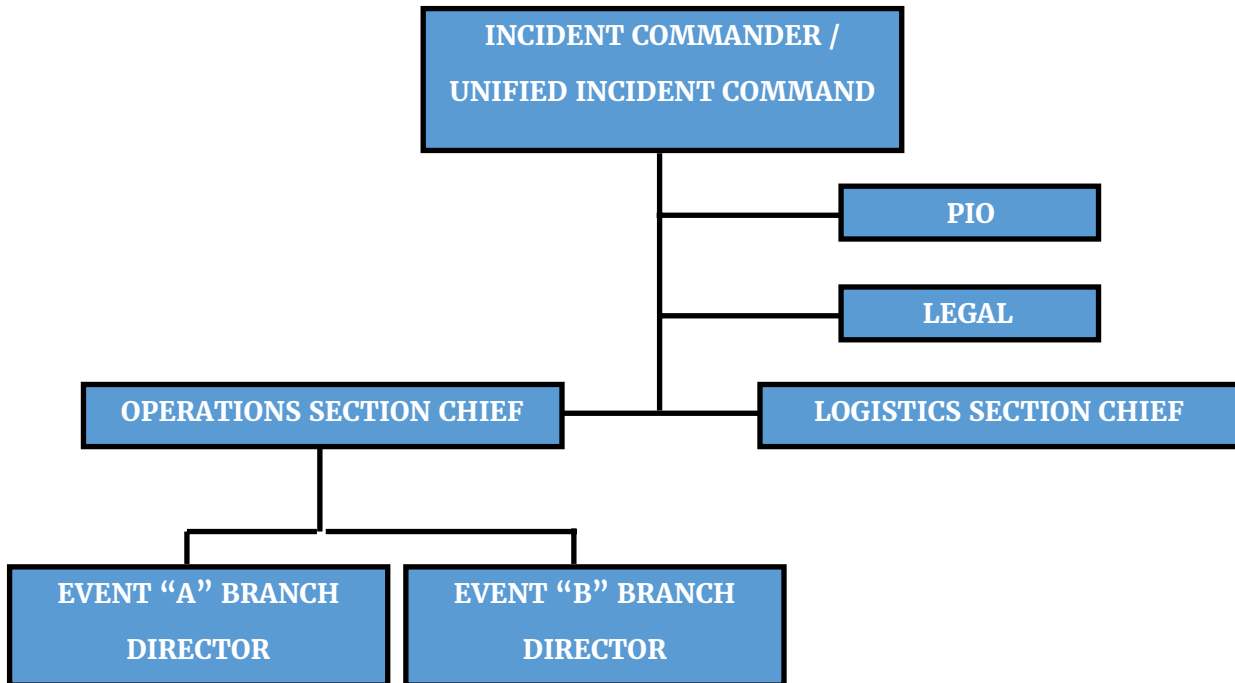 INCIDENT COMMANDER /
UNIFIED INCIDENT COMMAND
PIO
LEGAL
OPERATIONS SECTION CHIEF
LOGISTICS SECTION CHIEF
EVENT “A” BRANCH
DIRECTOR
EVENT “B” BRANCH
DIRECTOR